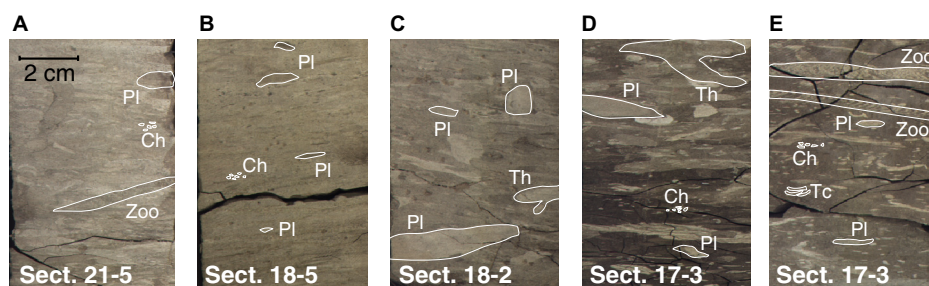 A
B
C
D
E
2 cm
Pl
Ch
Zoo
Sect. 21-5
Pl
Ch
Pl
Pl
Sect. 18-5
Pl
Pl
Th
Pl
Sect. 18-2
Th
Pl
Ch
Pl
Sect. 17-3
Zoo
Zoo
Pl
Ch
Tc
Pl
Sect. 17-3